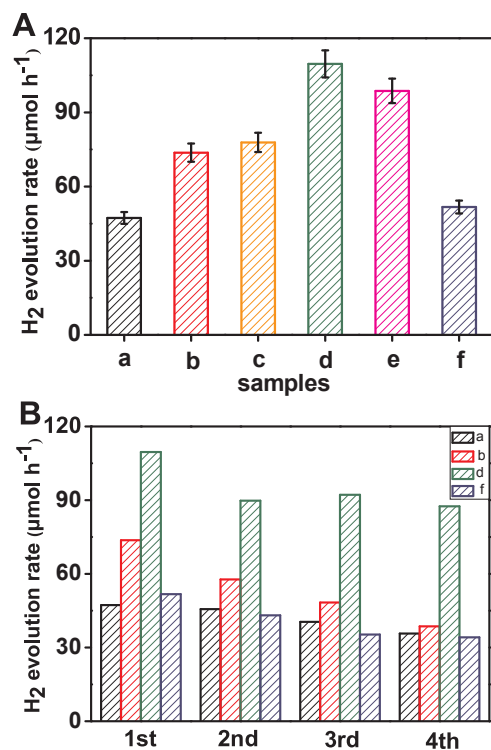 A
H2 evolution rate (μmol h-1)
120
90
60
30
0
a b c d e f
samples
B
H2 evolution rate (μmol h-1)
120
90
60
30
0
a
b
d
f
1st 2nd 3rd 4th